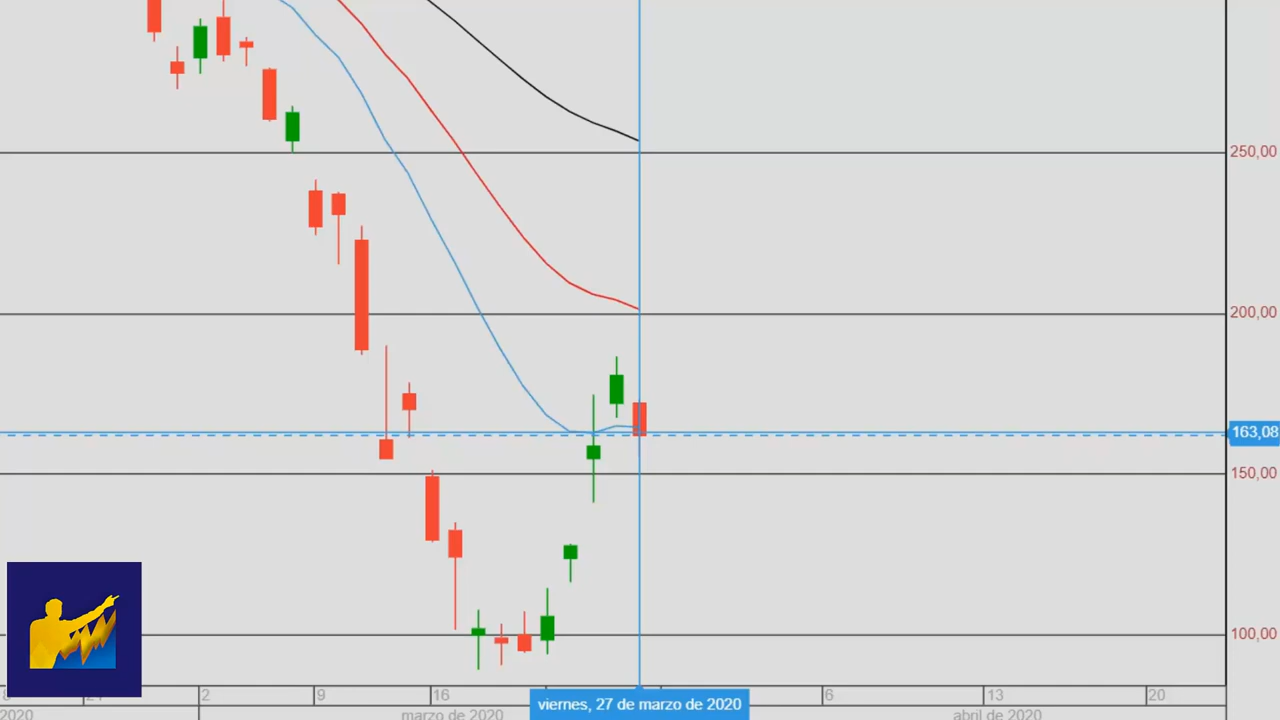 250,00
200,00
163,08
150,00
100,00
2 9 16 6 13 20
2020 marzo de 2020 viernes, 27 de marzo de 2020 abril de 2020